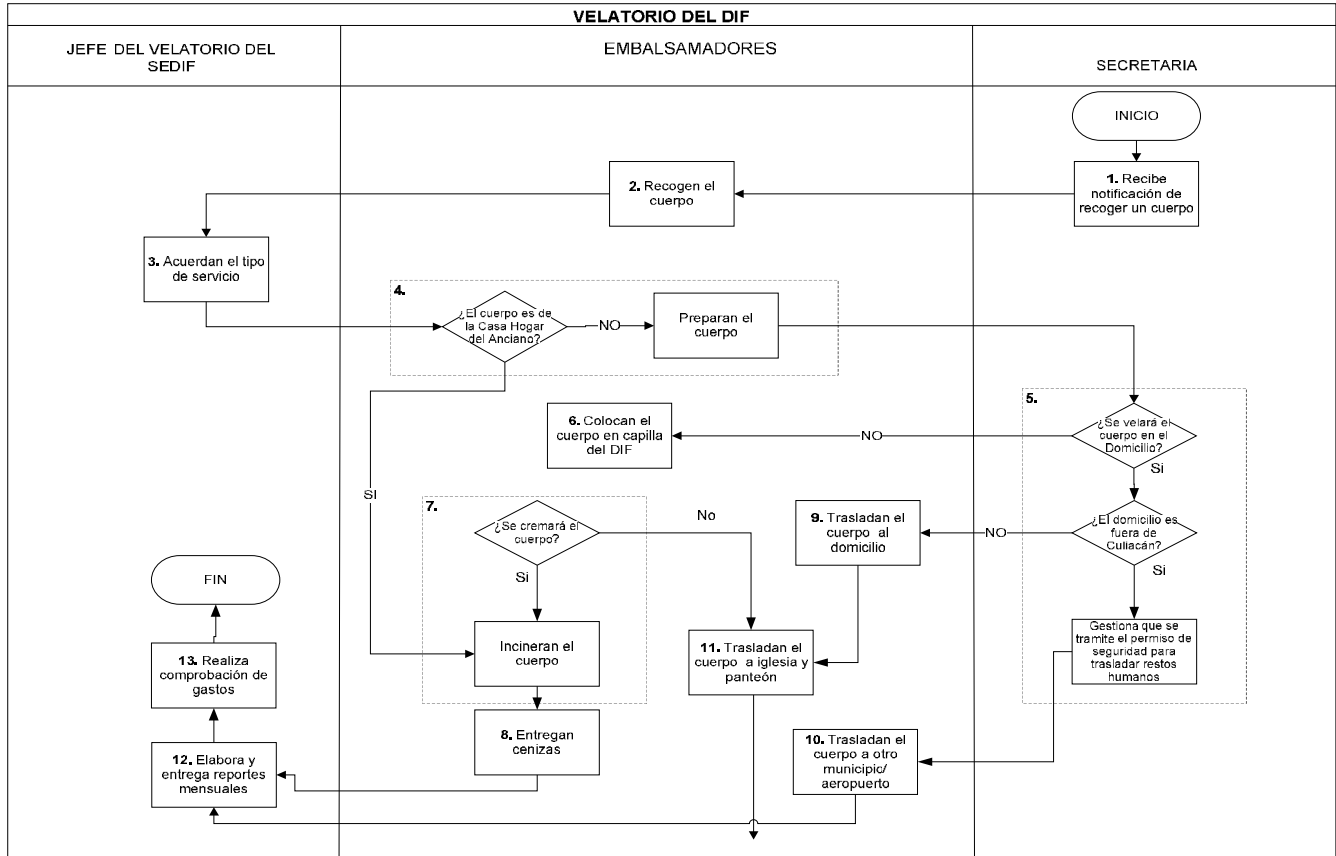 VELATORIO DEL DIF
JEFE DEL VELATORIO DEL
SEDIF
EMBALSAMADORES
SECRETARIA
INICIO
1. Recibe
notificación de
recoger un cuerpo
2. Recogen el
cuerpo
3. Acuerdan el tipo
de servicio
4.
¿El cuerpo es de
la Casa Hogar
del Anciano?
NO
Preparan el
cuerpo
5.
¿Se velará el
cuerpo en el
Domicilio?
NO
Si
6. Colocan el
cuerpo en capilla
del DIF
SI
7.
¿Se cremará el
cuerpo?
No
Si
9. Trasladan el
cuerpo al
domicilio
NO
¿El domicilio es
fuera de
Culiacán?
Si
FIN
Incineran el
cuerpo
11. Trasladan el
cuerpo a iglesia y
panteón
Gestiona que se
tramite el permiso de
seguridad para
trasladar restos
humanos
13. Realiza
comprobación de
gastos
8. Entregan
cenizas
10. Trasladan el
cuerpo a otro
municipio/
aeropuerto
12. Elabora y
entrega reportes
mensuales